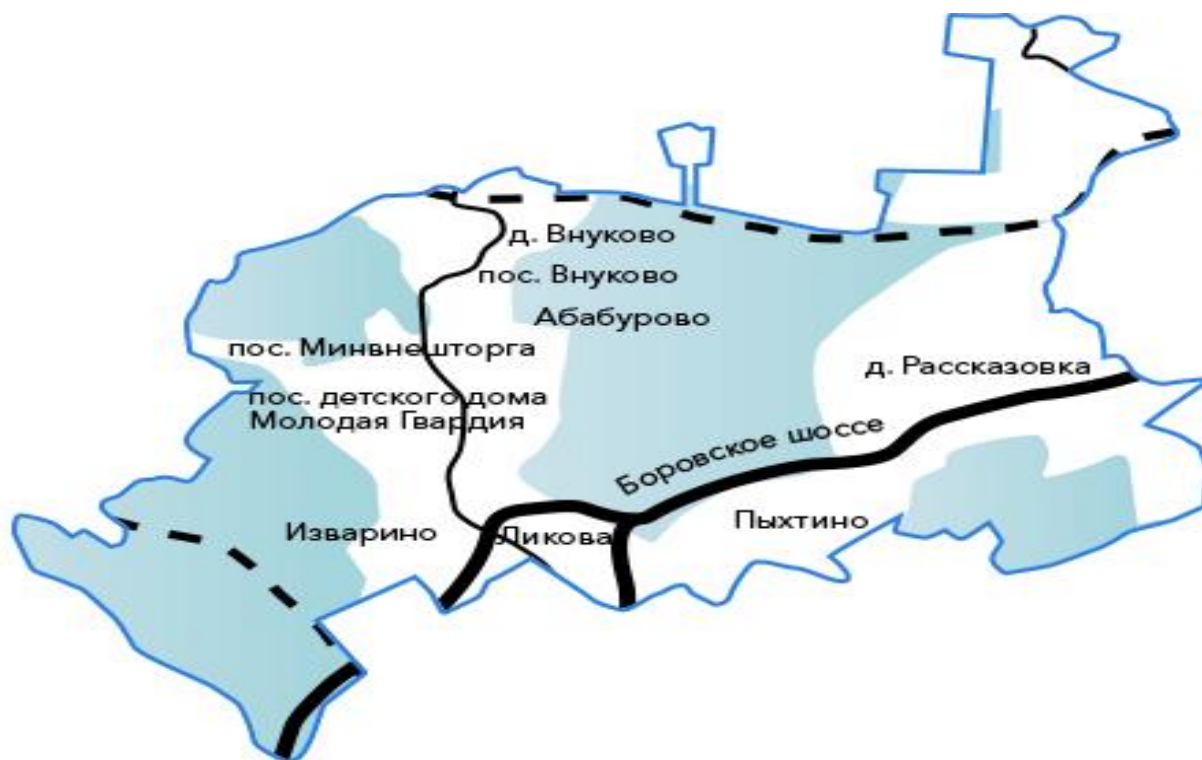 д. Внуково
пос. Внуково
Абабурово
пос. Минвнешторга
д. Рассказовка
пос. детского дома
Молодая Гвардия
Боровское шоссе
Изварино
Ликова
Пыхтино